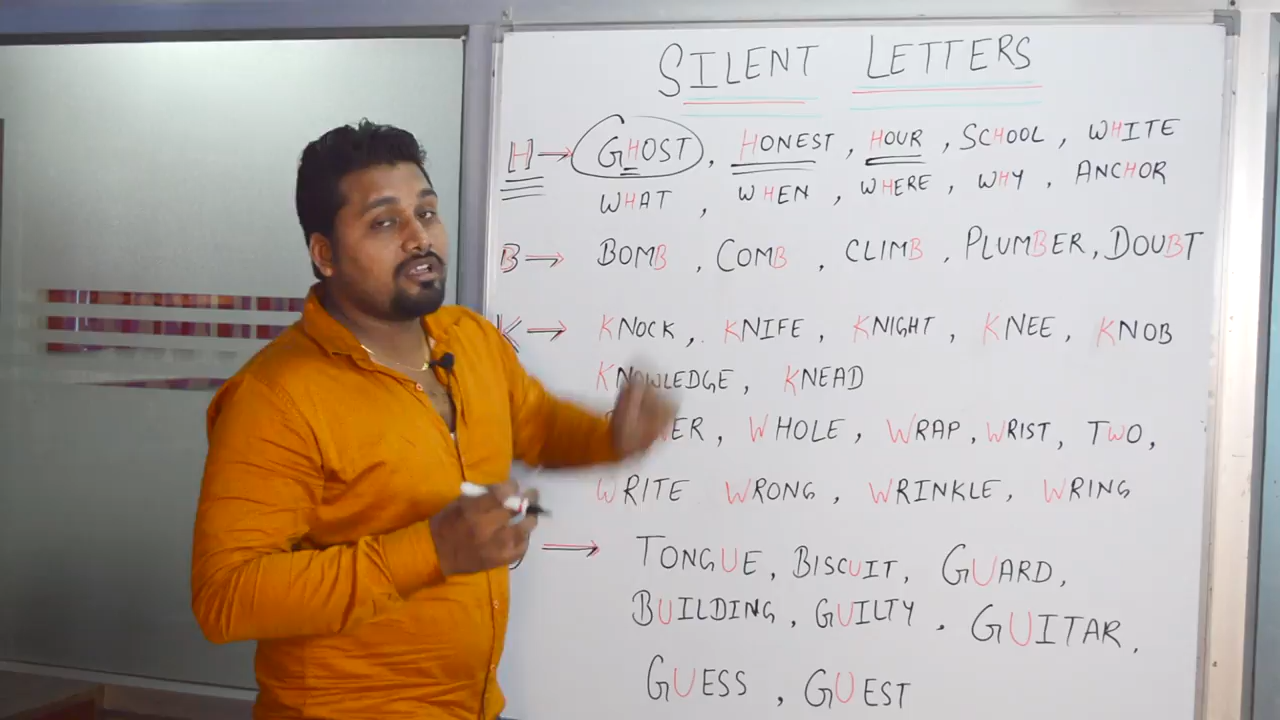 SILENT LETTERS
H → GHOST, HONEST, HOUR, SCHOOL, WHITE
WHAT, WHEN, WHERE, WHY, ANCHOR
B → BOMB, COMB, CLIMB, PLUMBER, DOUBT
K → KNOCK, KNIFE, KNIGHT, KNEE, KNOB
KNOWLEDGE, KNEAD
WHOLE, WRAP, WRIST, TWO,
WRITE WRONG, WRINKLE, WRING
→ TONGUE, BISCUIT, GUARD,
BUILDING, GUILTY, GUITAR,
GUESS, GUEST